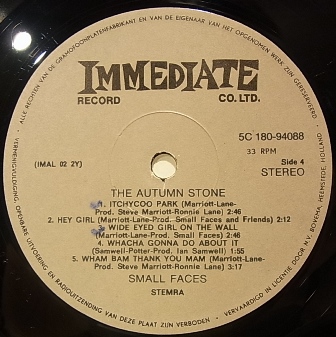 ALLE RECHTEN VAN DE GRAMOFOONPLATENFABRIKANT EN VAN DE EIGENAAR VAN HET OPGENOMEN WERK ZIJN GERESERVEERD
IMMEDIATE
RECORD CO. LTD.
5C 180-94088
33 RPM
(IMAL 02 2Y)
Side 4
STEREO
THE AUTUMN STONE
1. ITCHYCOO PARK (Marriott-Lane-
Prod. Steve Marriott-Ronnie Lane) 2:46
2. HEY GIRL (Marriott-Lane-Prod. Small Faces and Friends) 2:12
3. WIDE EYED GIRL ON THE WALL
(Marriott-Lane-Prod. Small Faces) 2:46
4. WHACHA GONNA DO ABOUT IT
(Samwell-Potter-Prod. Ian Samwell) 1:55
5. WHAM BAM THANK YOU MAM (Marriott-Lane-
Prod. Marriott-Lane) 3:17
SMALL FACES
STEMRA
VERMENIGVULDIGING, OPENBARE UITVOERING EN RADIOUITZENDING VAN DEZE PLAAT ZIJN VERBODEN
VERVAARDIGD IN LICENTIE DOOR N.V. BOVEMA, HEEMSTEDE, HOLLAND